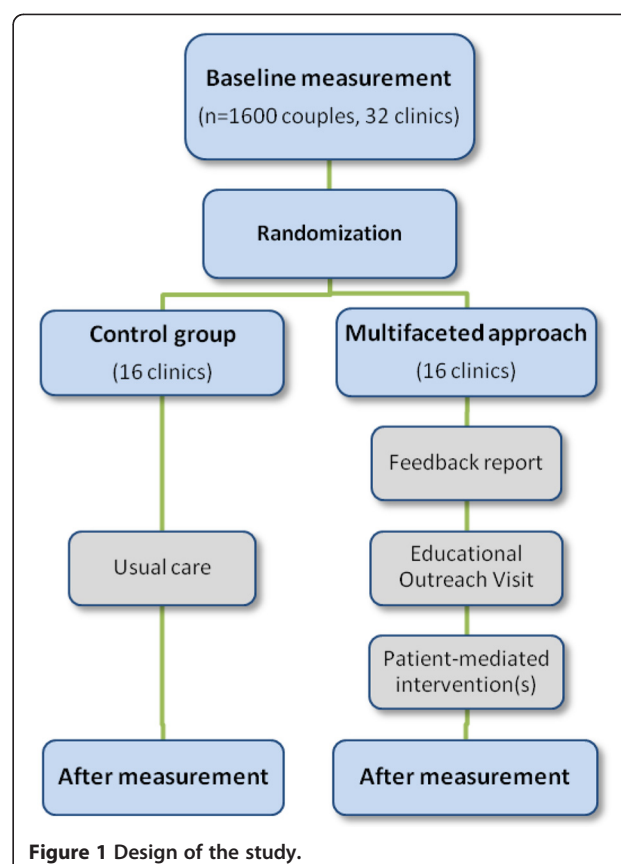 Baseline measurement
(n=1600 couples, 32 clinics)
Randomization
Control group
(16 clinics)
Multifaceted approach
(16 clinics)
Feedback report
Usual care
Educational
Outreach Visit
Patient-mediated
intervention(s)
After measurement
After measurement
Figure 1 Design of the study.